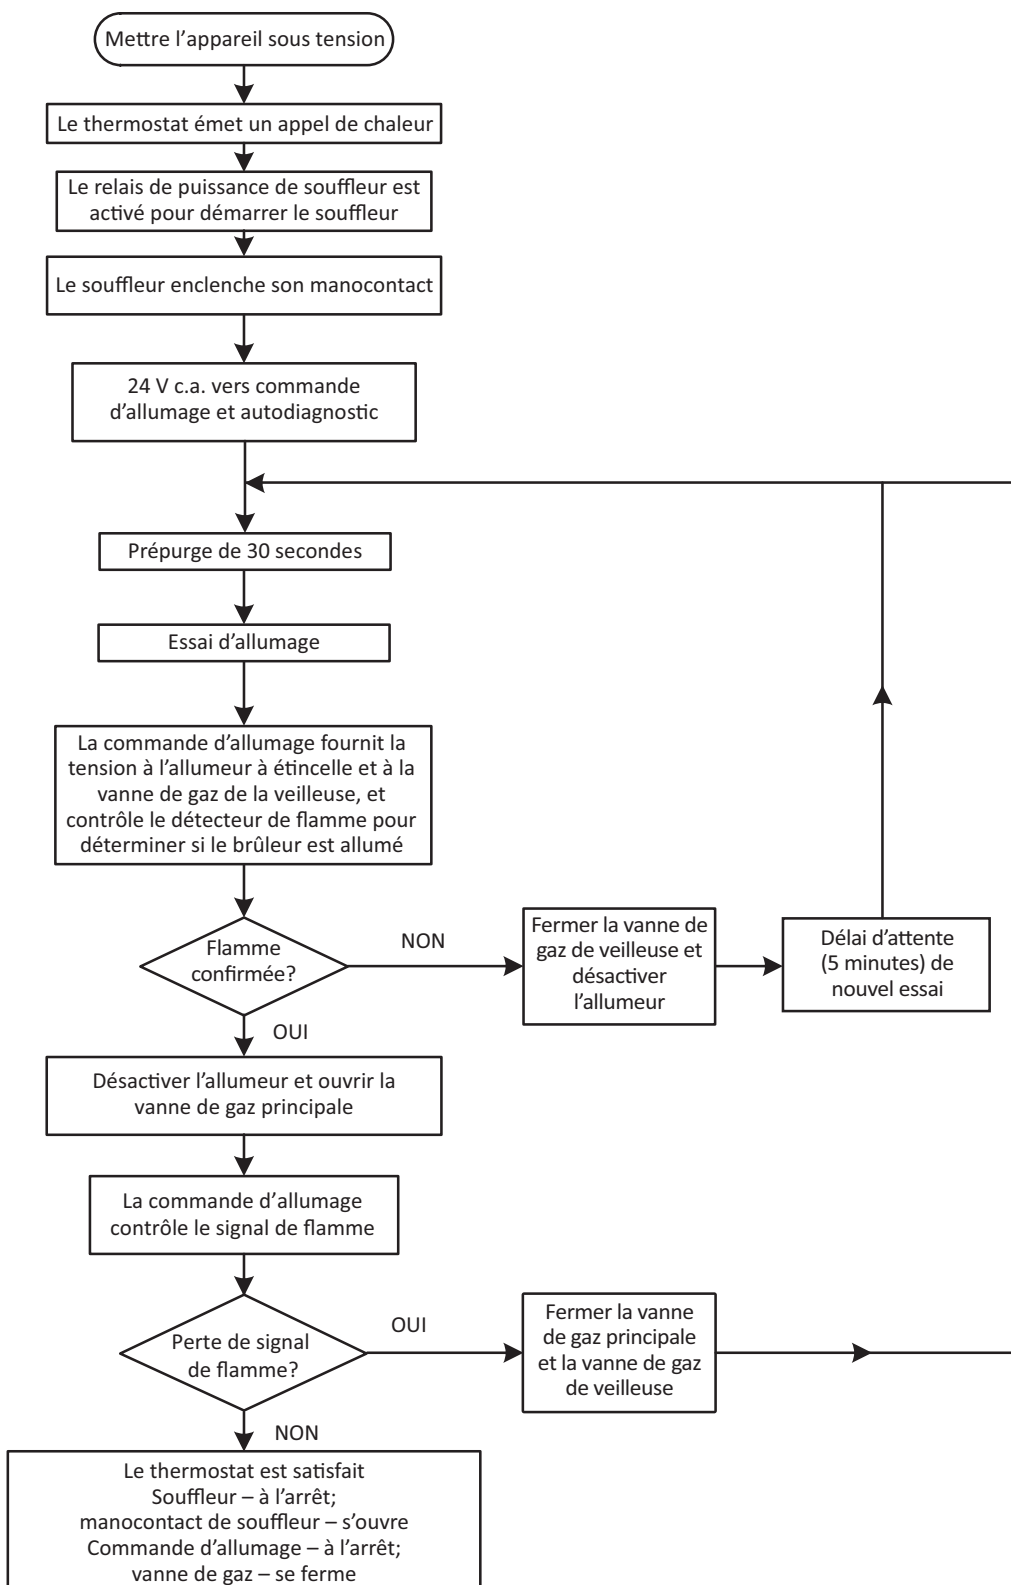 Mettre l’appareil sous tension
Le thermostat émet un appel de chaleur
Le relais de puissance de souffleur est
activé pour démarrer le souffleur
Le souffleur enclenche son manocontact
24 V c.a. vers commande
d’allumage et autodiagnostic
Prépurge de 30 secondes
Essai d’allumage
La commande d’allumage fournit la
tension à l’allumeur à étincelle et à la
vanne de gaz de la veilleuse, et
contrôle le détecteur de flamme pour
déterminer si le brûleur est allumé
Flamme
confirmée?
NON
Fermer la vanne de
gaz de veilleuse et
désactiver
l’allumeur
Délai d’attente
(5 minutes) de
nouvel essai
OUI
Désactiver l’allumeur et ouvrir la
vanne de gaz principale
La commande d’allumage
contrôle le signal de flamme
Perte de signal
de flamme?
OUI
Fermer la vanne
de gaz principale
et la vanne de gaz
de veilleuse
NON
Le thermostat est satisfait
Souffleur – à l’arrêt;
manocontact de souffleur – s’ouvre
Commande d’allumage – à l’arrêt;
vanne de gaz – se ferme